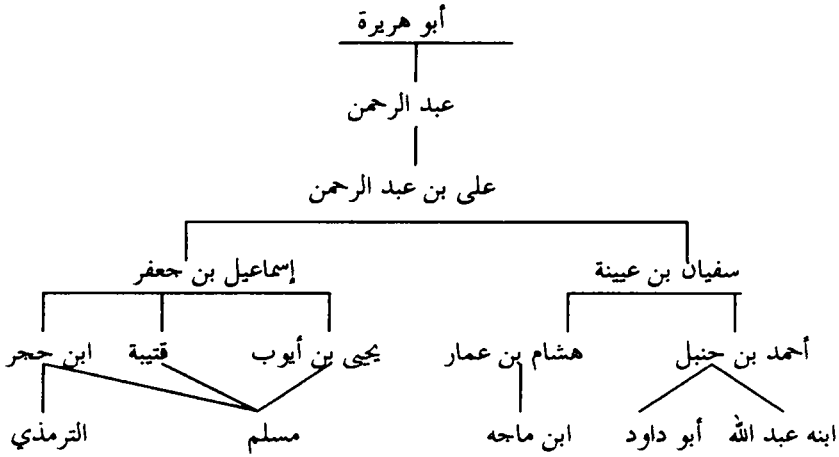 أبو هريرة
عبد الرحمن
على بن عبد الرحمن
سفيان بن عيينة إسماعيل بن حعفر
أحمد بن حنبل هشام بن عمار يحيى بن أيوب قتيبة ابن حجر
ابنه عبد الله أبو داود ابن ماجه مسلم الترمذي